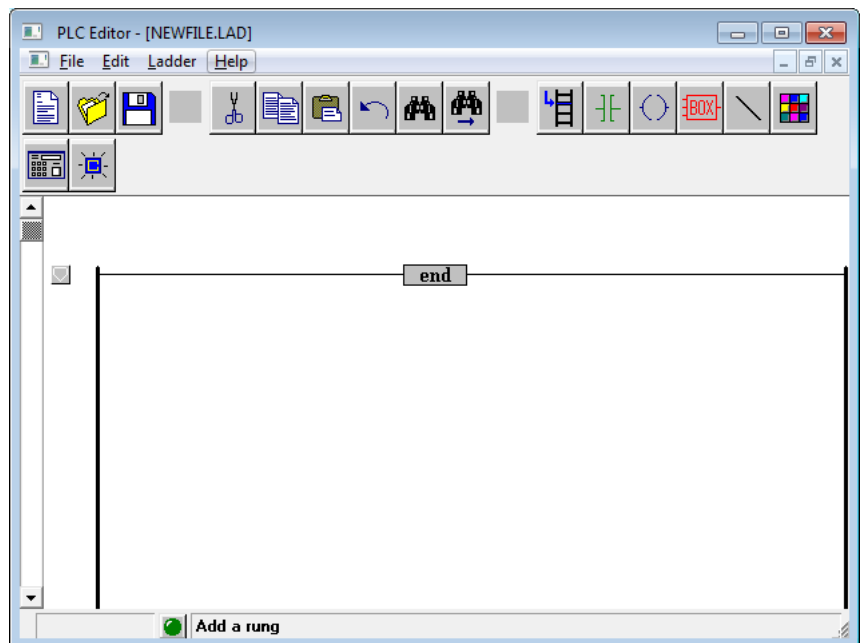 PLC Editor - [NEWFILE.LAD]
File Edit Ladder Help
BOX
end
Add a rung